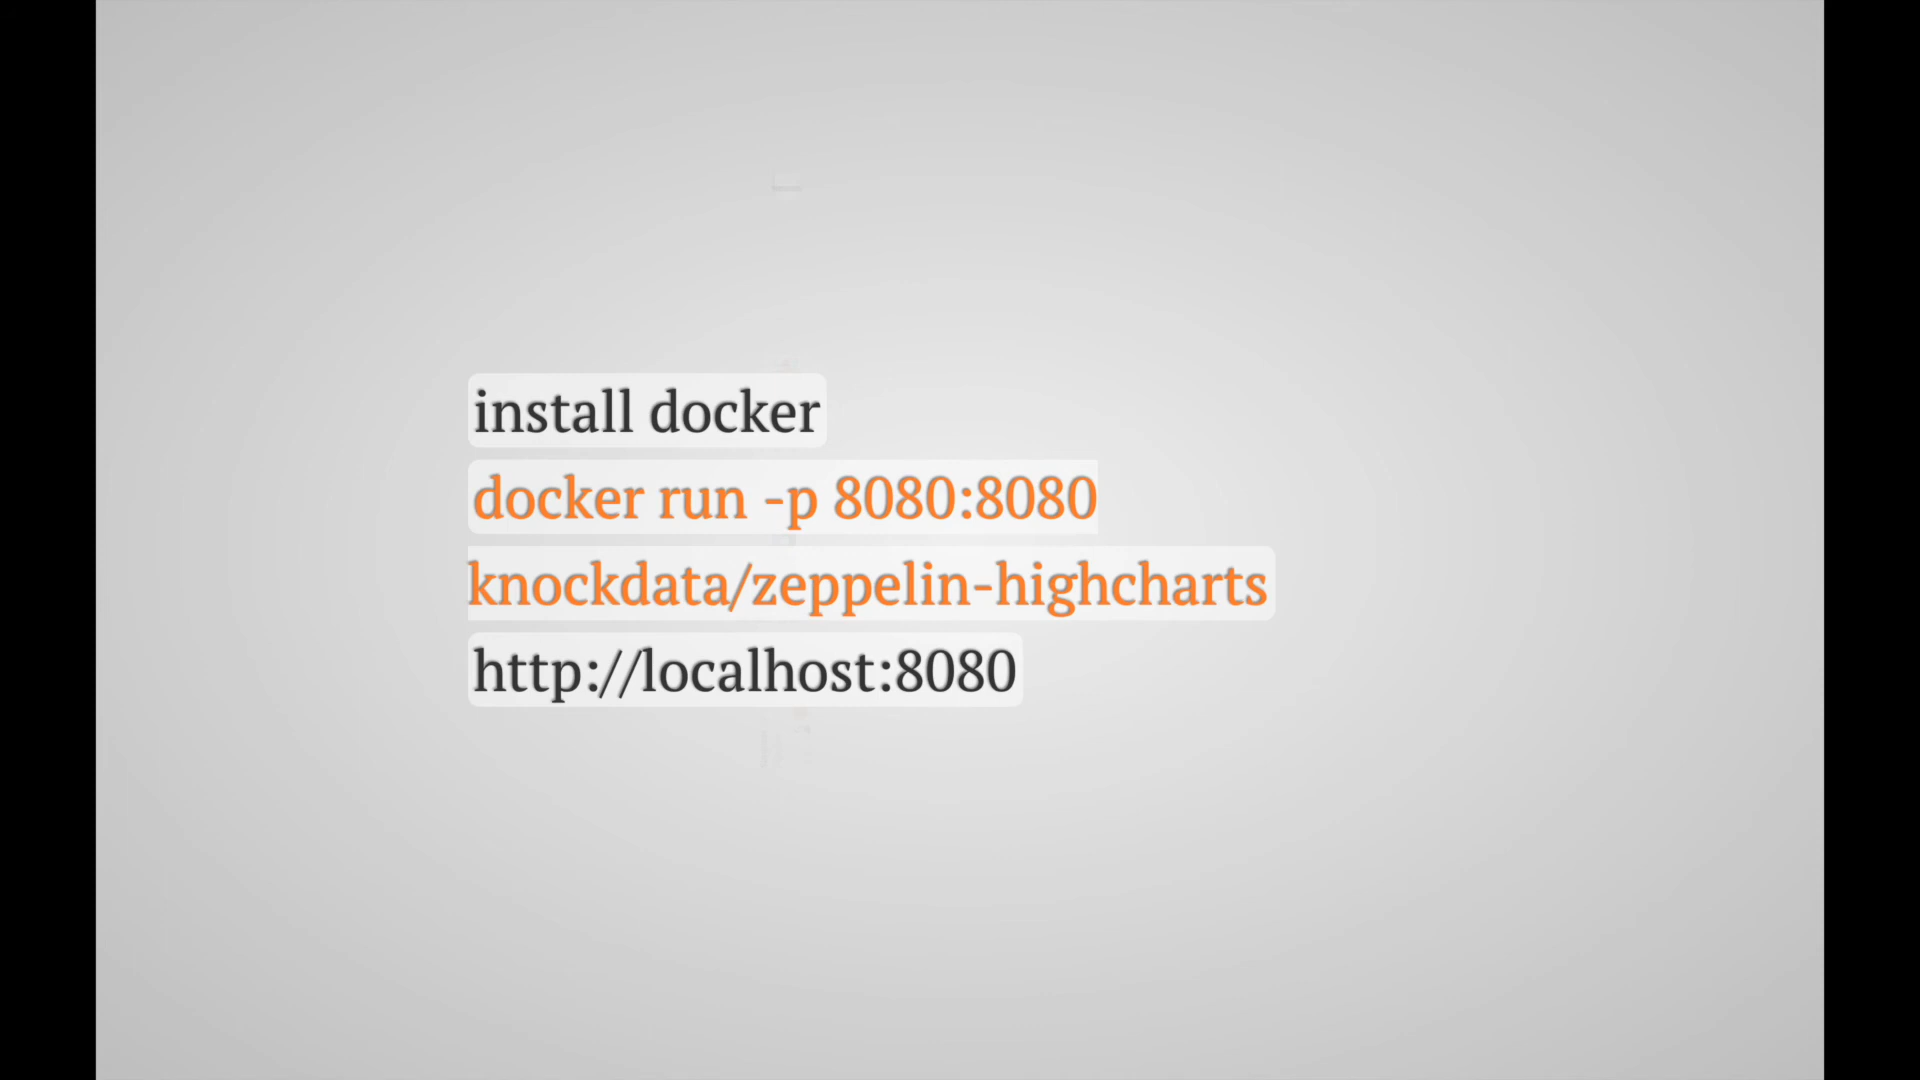 install docker
docker run -p 8080:8080
knockdata/zeppelin-highcharts
http://localhost:8080